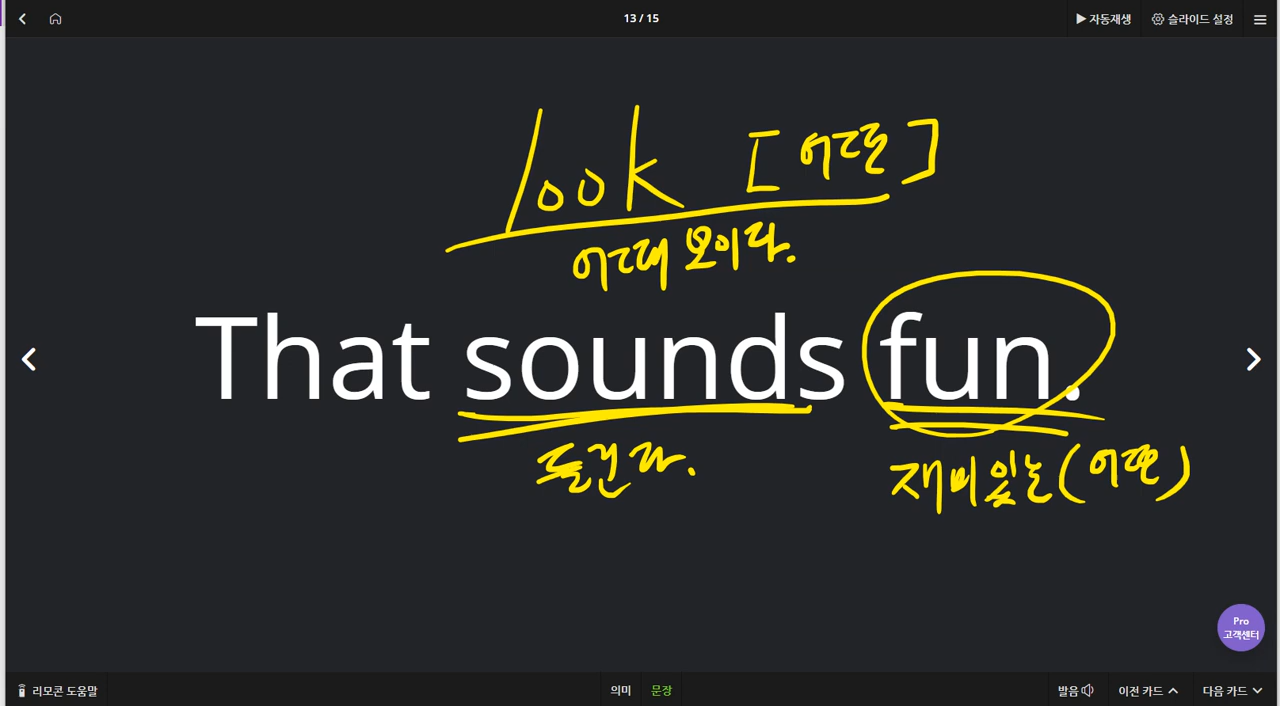 13 / 15
자동재생
슬라이드 설정
look [어떤]
어때 보이다.
That sounds fun.
들린다.
재미있는 (어떤)
Pro
고객센터
리모콘 도움말
의미
문장
발음
이전 카드
다음 카드